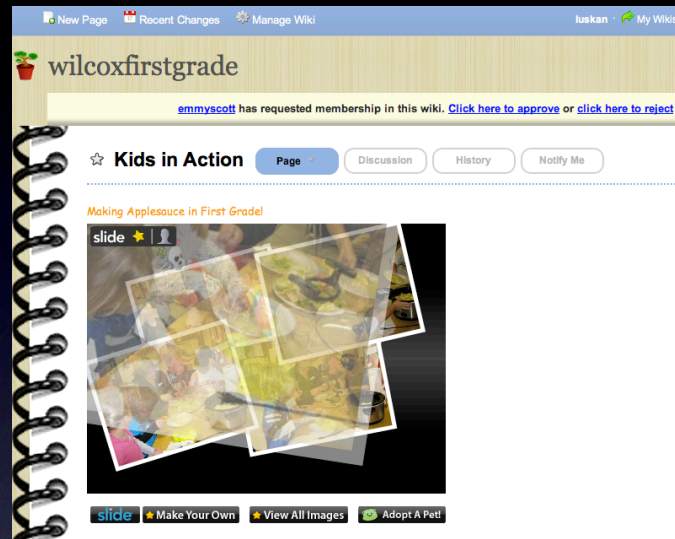 New Page Recent Changes Manage Wiki luskan · My Wikis
wilcoxfirstgrade
emmyscott has requested membership in this wiki. Click here to approve or click here to reject
Kids in Action Page Discussion History Notify Me
Making Applesauce in First Grade!
slide
slide Make Your Own View All Images Adopt A Pet!